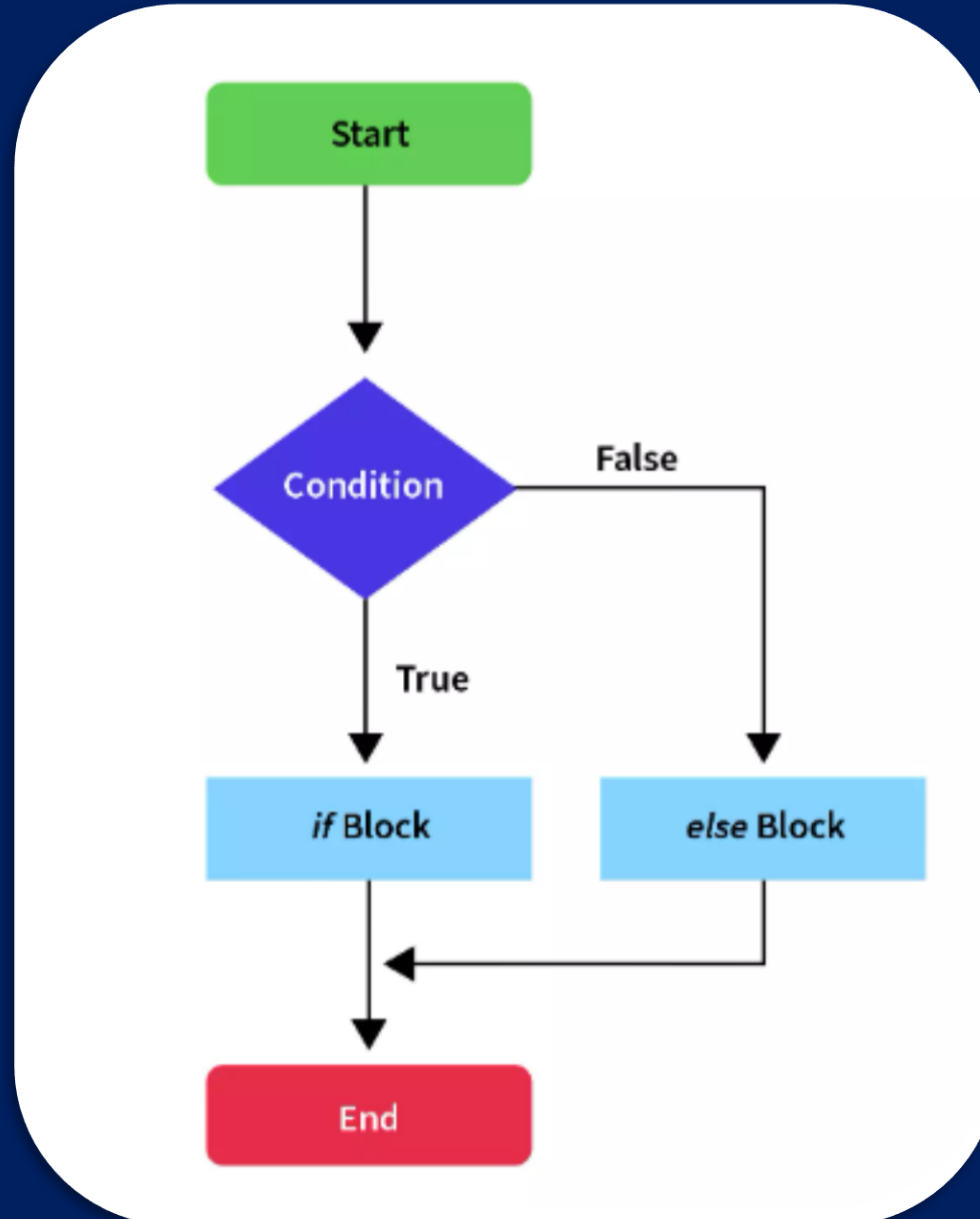 Start
Condition
False
True
if Block
else Block
End